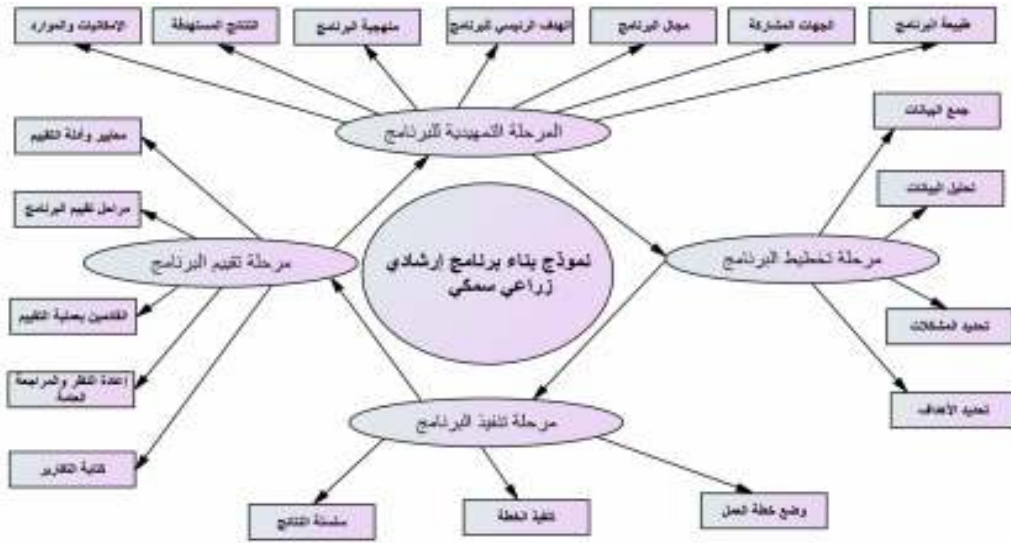 طبيعة البرنامج
الجهات المشاركة
مجال البرنامج
الهدف الرئيسي للبرنامج
منهجية البرنامج
النتائج المستهدفة
الإمكانيات والموارد
المرحلة التمهيدية للبرنامج
جمع البيانات
تحليل البيانات
مرحلة تخطيط البرنامج
تحديد المشكلات
تحديد الأهداف
نموذج بناء برنامج إرشادي
زراعي سمكي
معايير وأدلة التقييم
مراحل تقييم البرنامج
مرحلة تقييم البرنامج
القائمين بعملية التقييم
إعادة النظر والمراجعة
العامة
كتابة التقارير
مرحلة تنفيذ البرنامج
وضع خطة العمل
تنفيذ الخطة
سلسلة النتائج